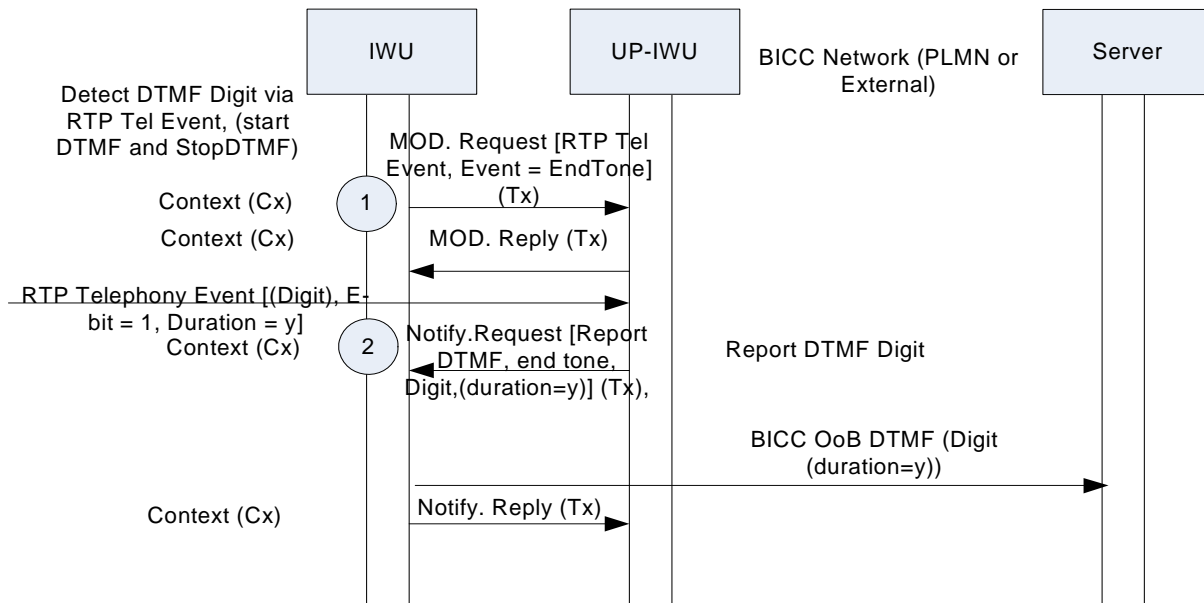 IWU
UP-IWU
BICC Network (PLMN or
External)
Server
Detect DTMF Digit via
RTP Tel Event, (start
DTMF and StopDTMF)
MOD. Request [RTP Tel
Event, Event = EndTone]
(Tx)
Context (Cx)
1
Context (Cx)
MOD. Reply (Tx)
RTP Telephony Event [(Digit), E-
bit = 1, Duration = y]
Context (Cx)
2
Notify.Request [Report
DTMF, end tone,
Digit,(duration=y)] (Tx),
Report DTMF Digit
BICC OoB DTMF (Digit
(duration=y))
Context (Cx)
Notify. Reply (Tx)